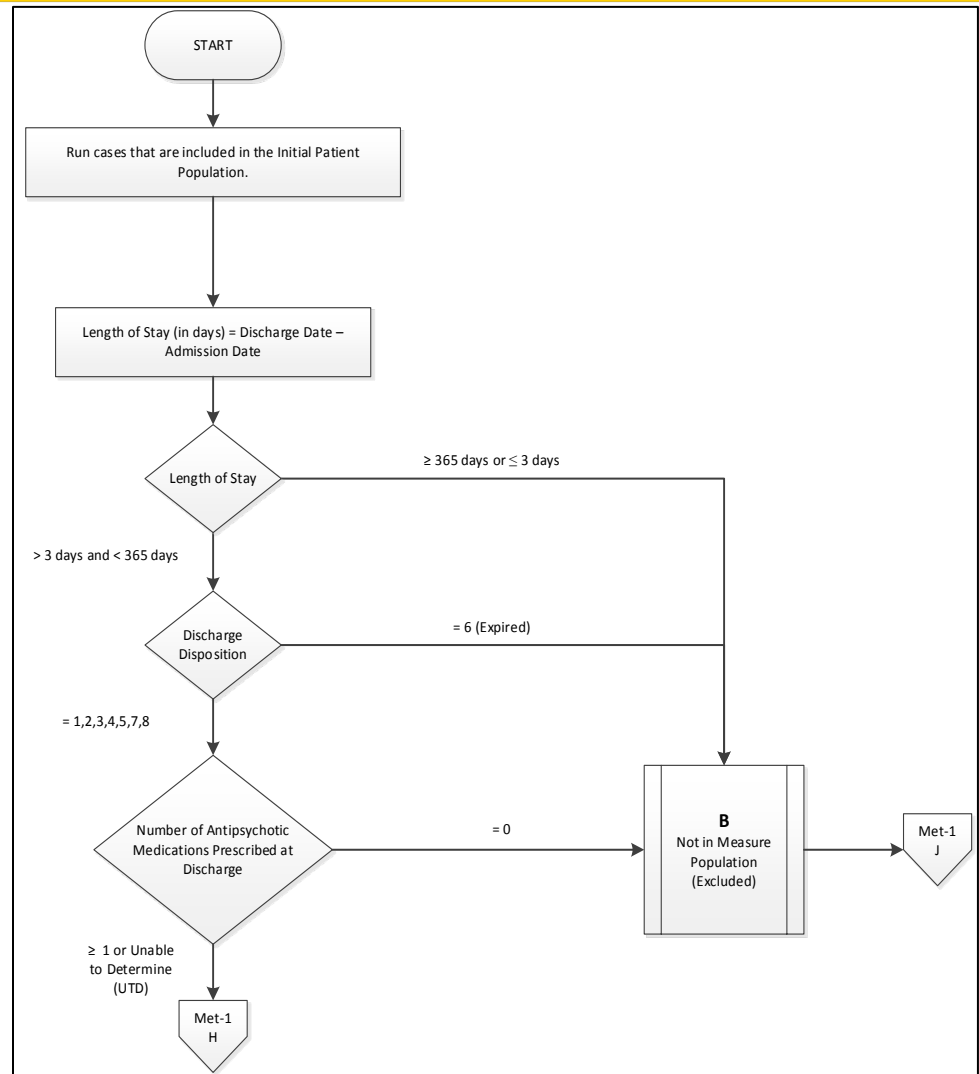 START
Run cases that are included in the Initial Patient
Population.
Length of Stay (in days) = Discharge Date –
Admission Date
Length of Stay
≥ 365 days or ≤ 3 days
> 3 days and < 365 days
Discharge
Disposition
= 6 (Expired)
= 1,2,3,4,5,7,8
Number of Antipsychotic
Medications Prescribed at
Discharge
= 0
B
Not in Measure
Population
(Excluded)
Met-1
J
≥ 1 or Unable
to Determine
(UTD)
Met-1
H